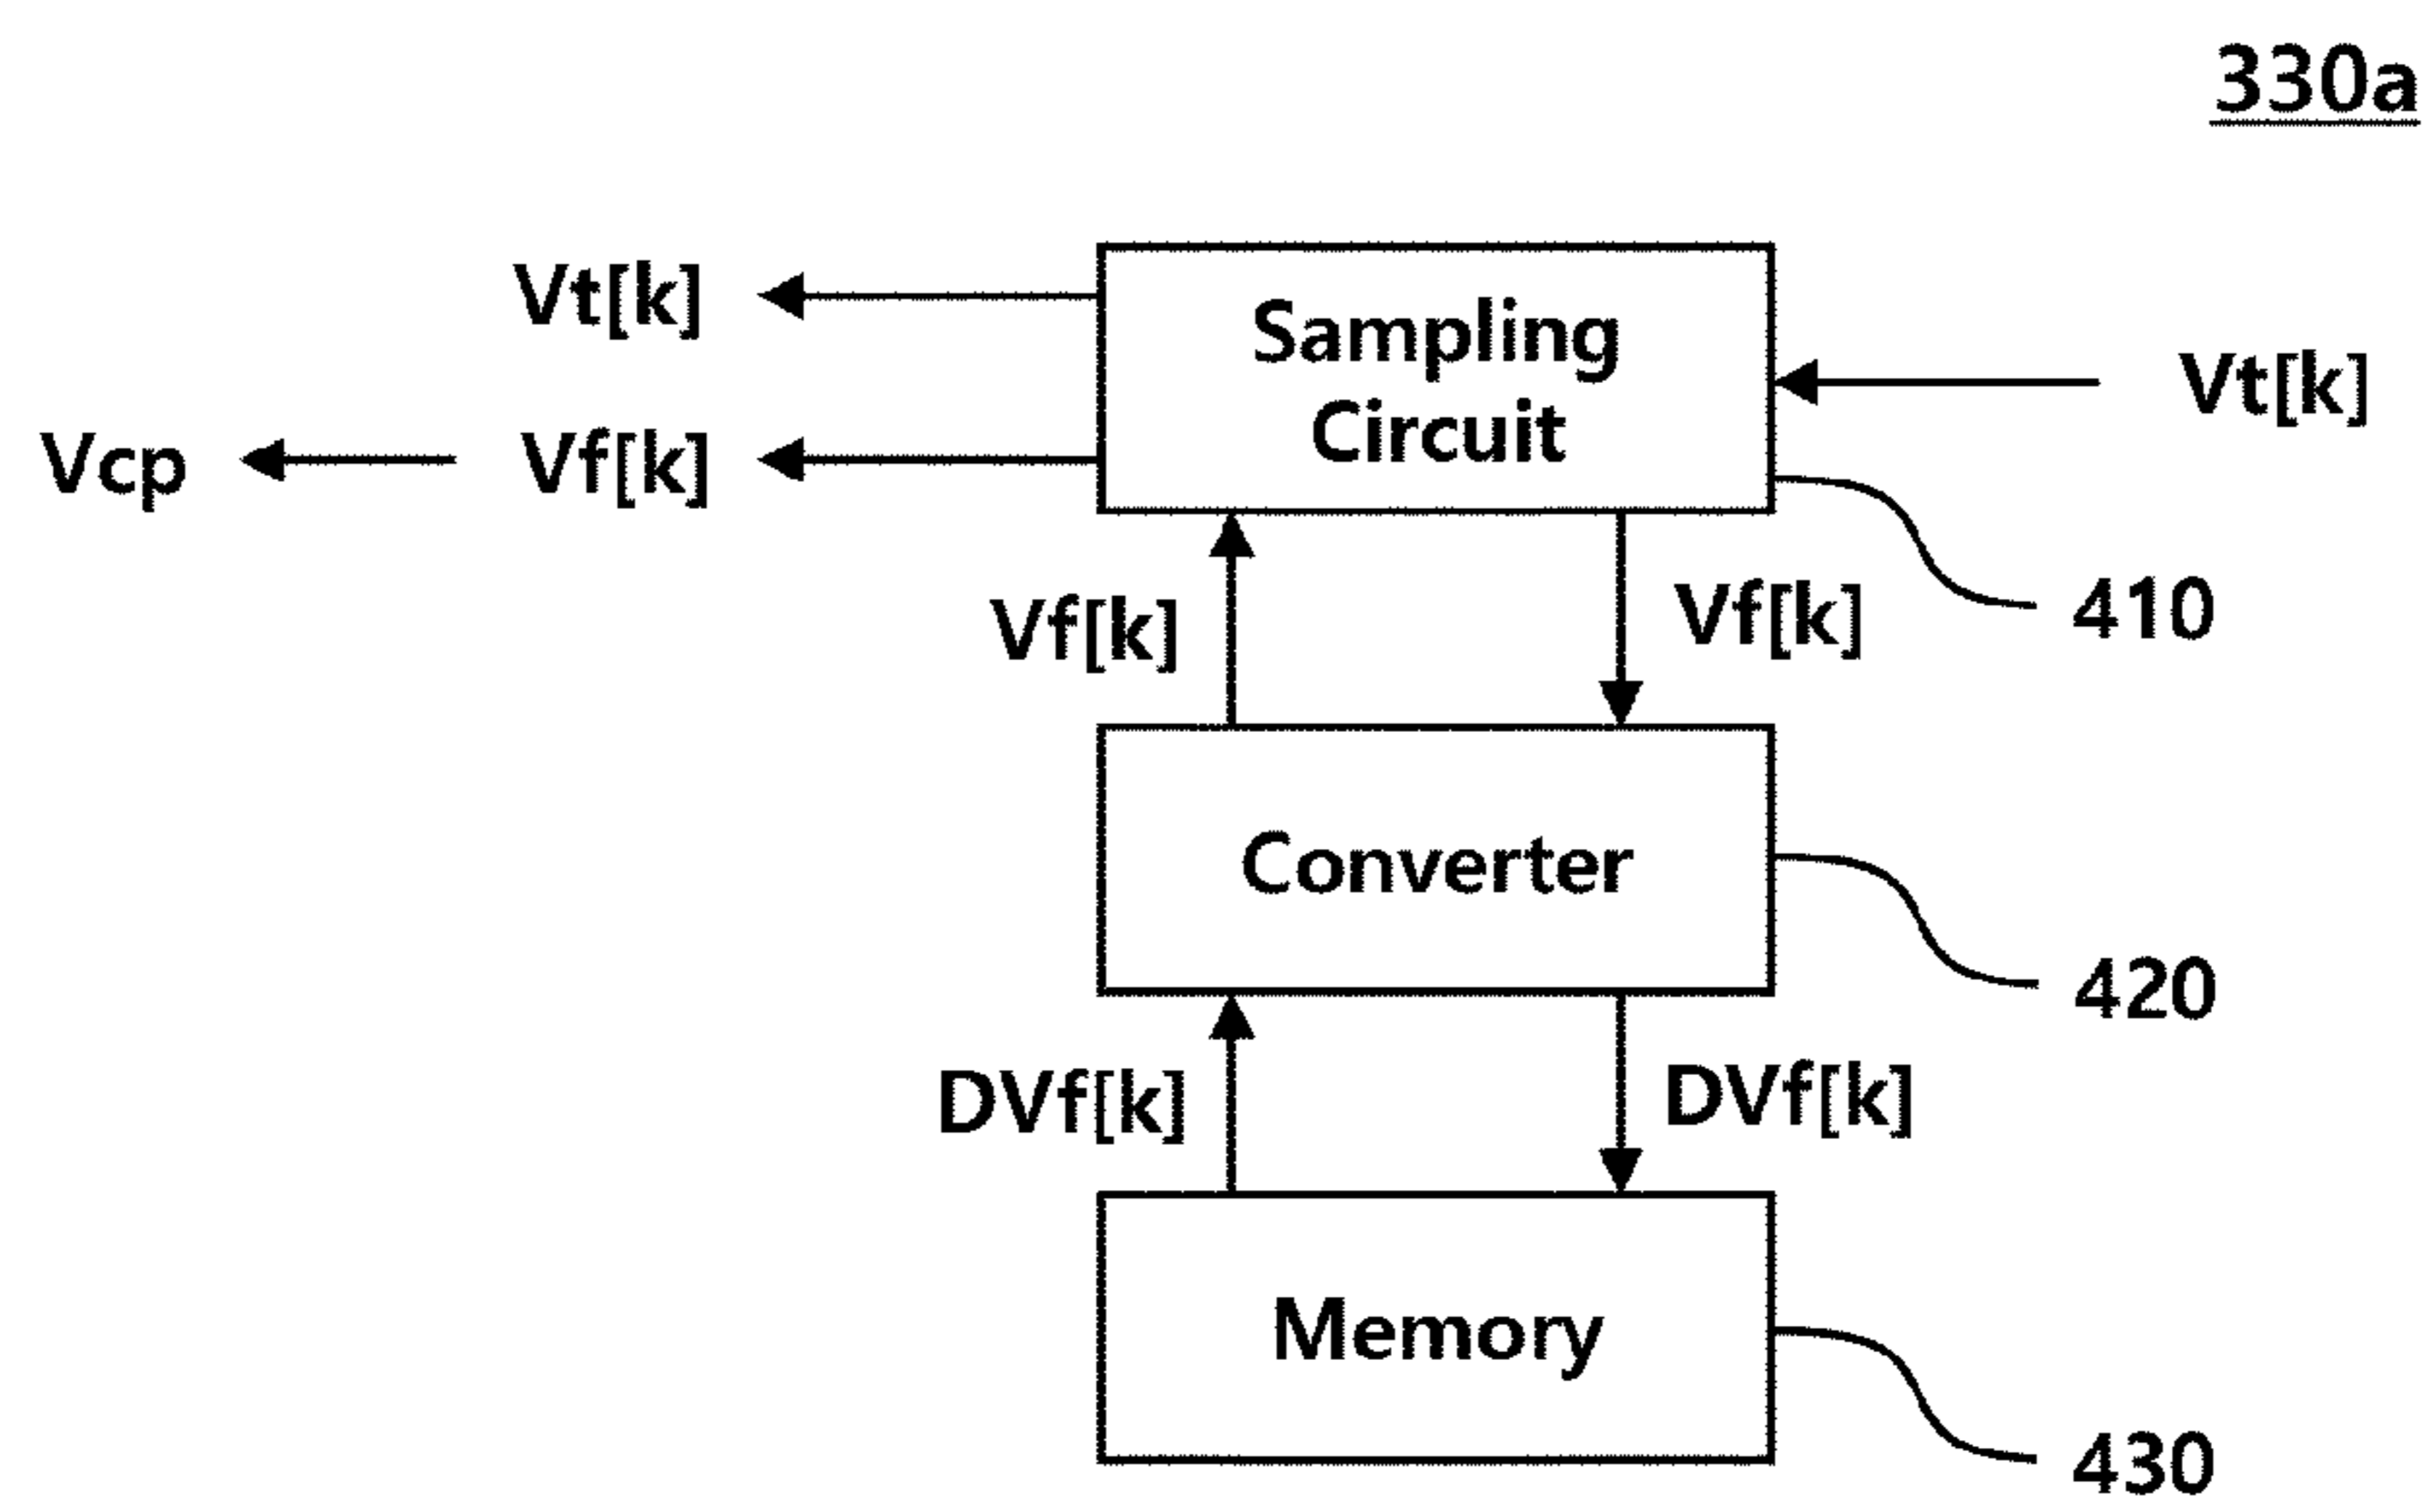 330a
Vt[k]
Sampling
Circuit
Vt[k]
Vcp
Vf[k]
Vf[k]
Vf[k]
410
Converter
420
DVf[k]
DVf[k]
Memory
430